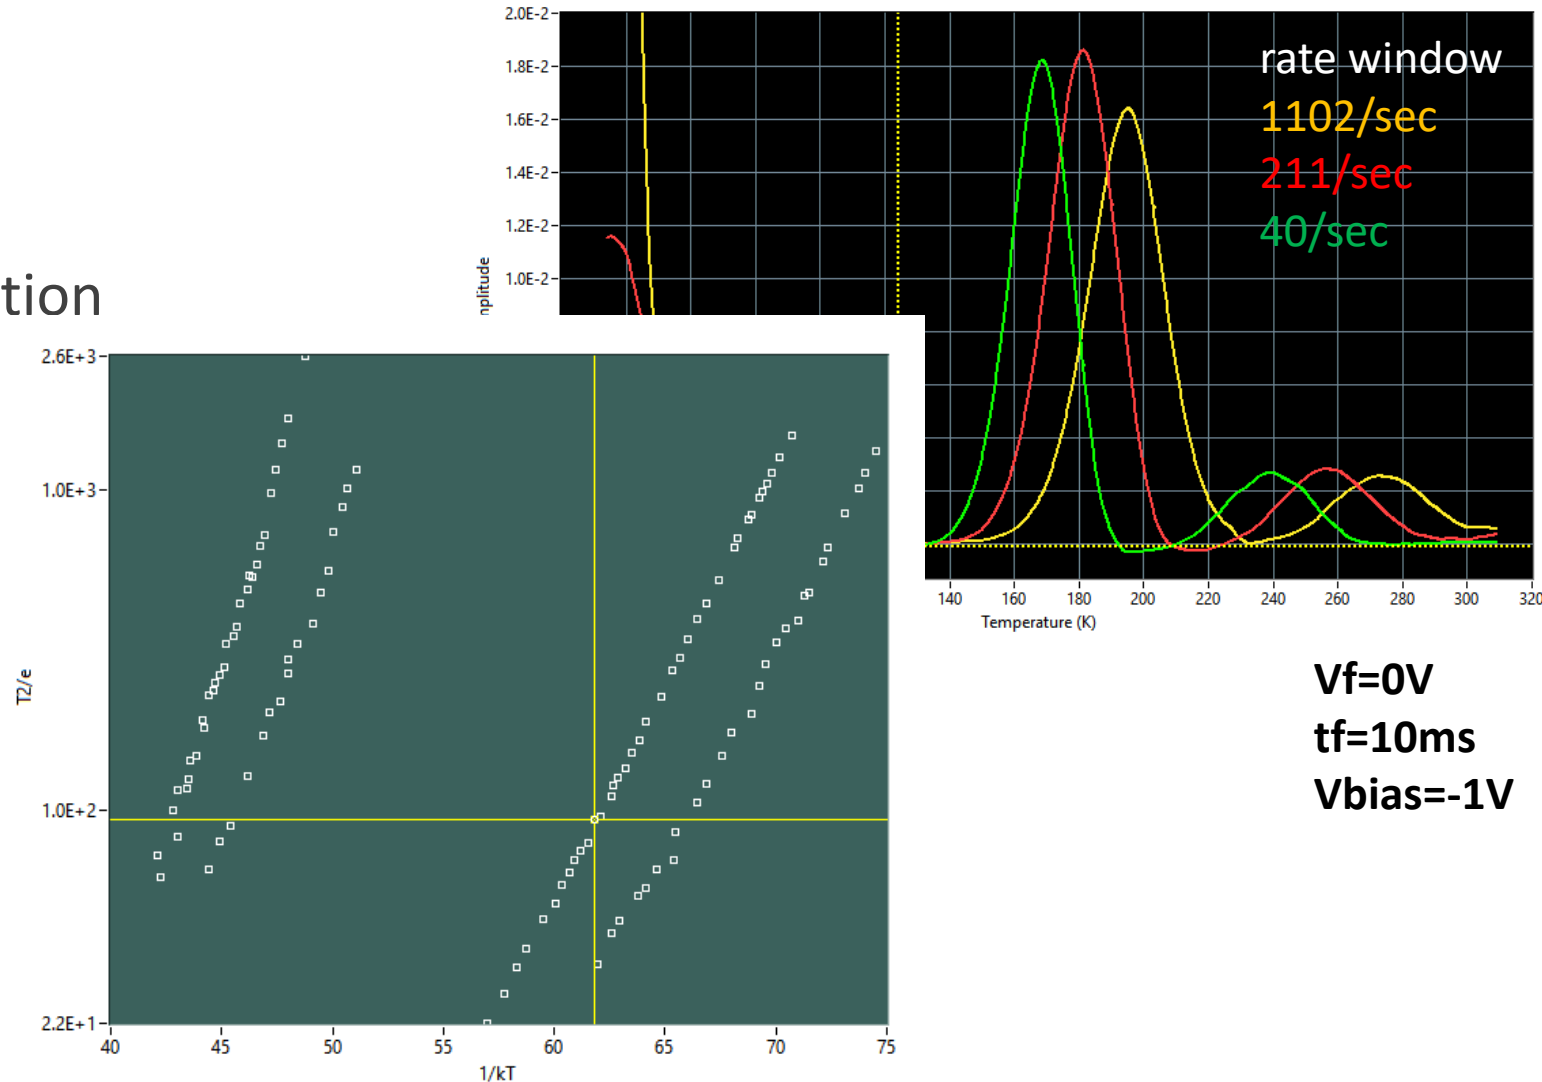 2.0E-2
1.8E-2
1.6E-2
1.4E-2
1.2E-2
1.0E-2
nplitude
rate window
1102/sec
211/sec
40/sec
tion
140 160 180 200 220 240 260 280 300 320
Temperature (K)
2.6E+3
1.0E+3
1.0E+2
2.2E+1
T2/e
40 45 50 55 60 65 70 75
1/kT
Vf=0V
tf=10ms
Vbias=-1V